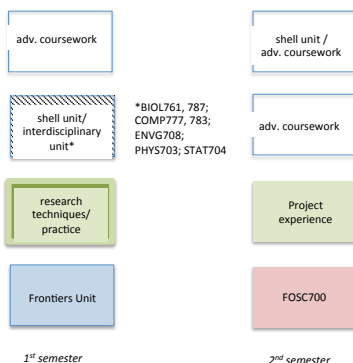 adv. coursework
shell unit /
adv. coursework
shell unit/
interdisciplinary
unit*
*BIOL761, 787;
COMP777, 783;
ENVG708;
PHYS703; STAT704
adv. coursework
research
techniques/
practice
Project
experience
Frontiers Unit
FOSC700
1st semester
2nd semester